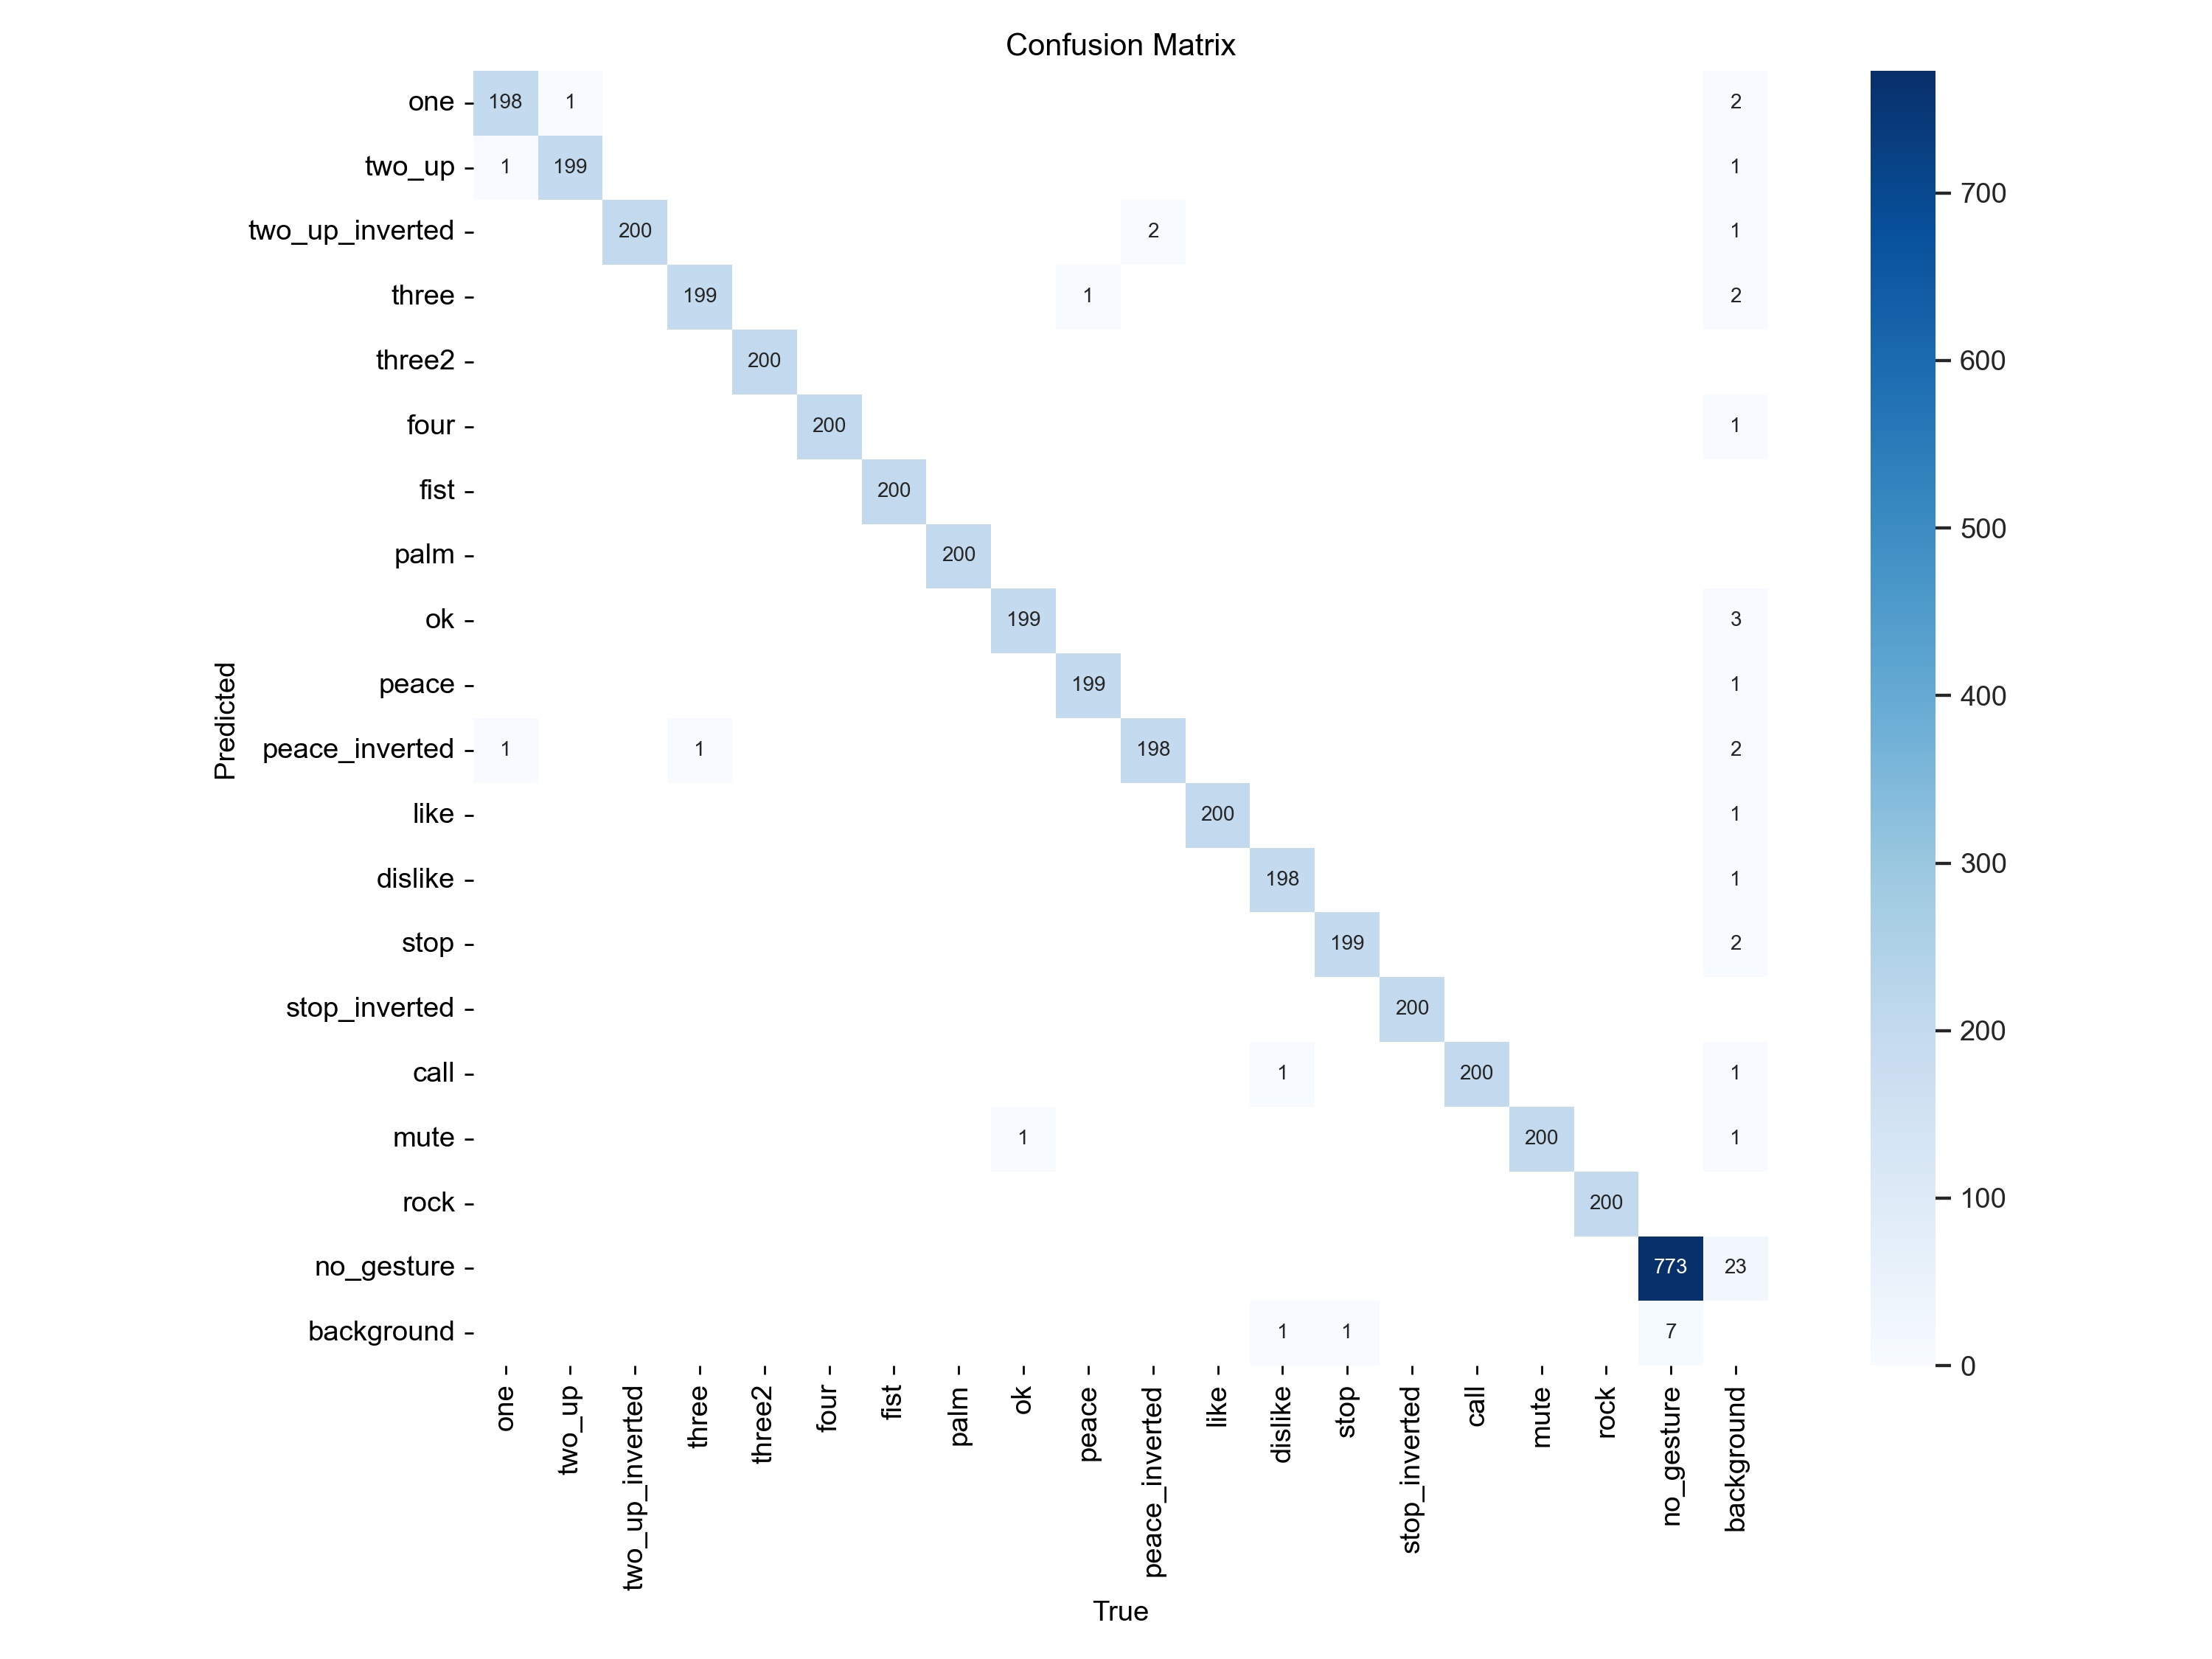 Confusion Matrix
one 198 1 2
two_up 1 199 1
two_up_inverted 200 2 1
three 199 1 2
three2 200
four 200 1
fist 200
palm 200
ok 199 3
peace 199 1
peace_inverted 1 1 198 2
like 200 1
dislike 198 1
stop 199 2
stop_inverted 200
call 1 200 1
mute 1 200 1
rock 200
no_gesture 773 23
background 1 1 7
Predicted
one two_up two_up_inverted three three2 four fist palm ok peace peace_inverted like dislike stop stop_inverted call mute rock no_gesture background
True
700
600
500
400
300
200
100
0